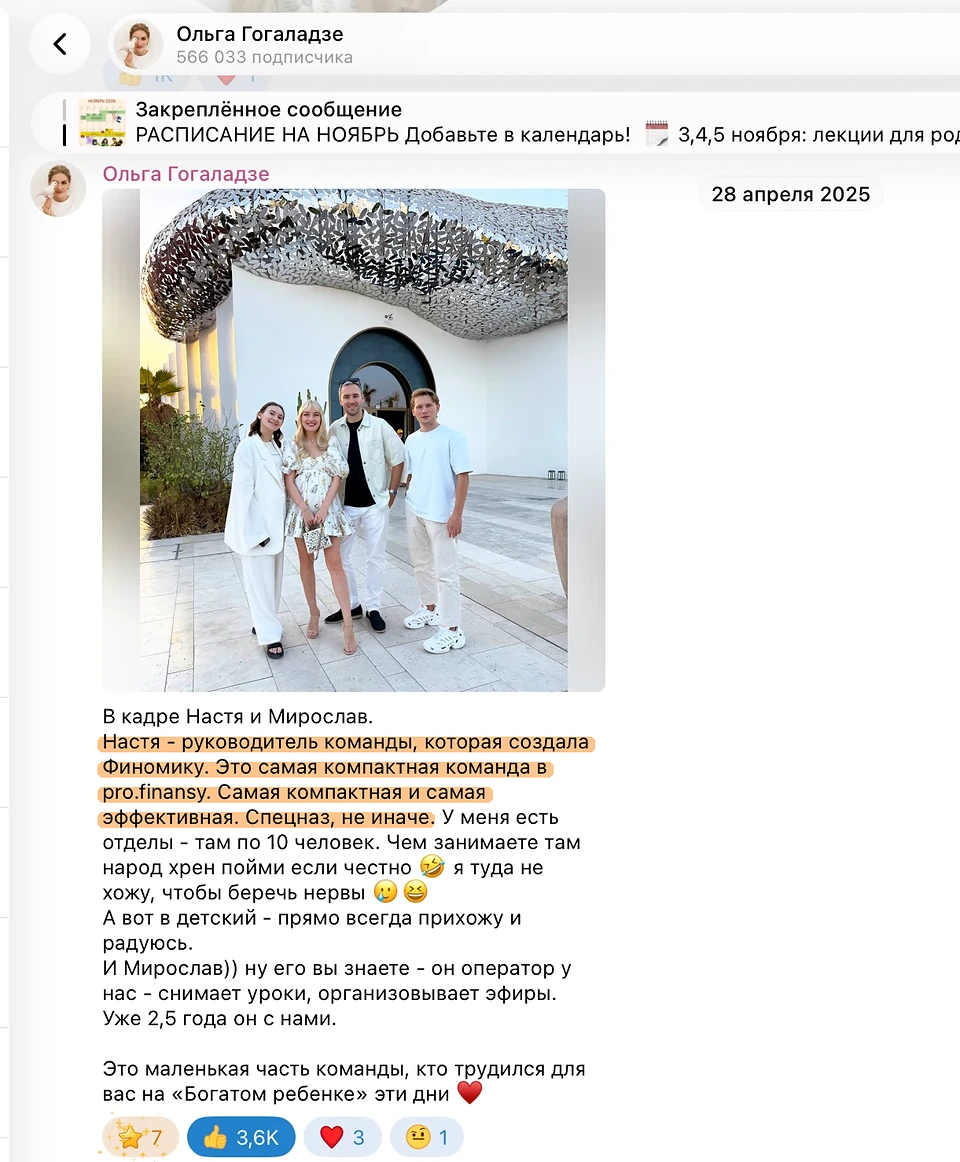 Ольга Гогаладзе
566 033 подписчика
1K 1
Закреплённое сообщение
РАСПИСАНИЕ НА НОЯБРЬ Добавьте в календарь! 🗓 3,4,5 ноября: лекции для род
Ольга Гогаладзе
28 апреля 2025
В кадре Настя и Мирослав.
Настя - руководитель команды, которая создала
Финомику. Это самая компактная команда в
pro.finansy. Самая компактная и самая
эффективная. Спецназ, не иначе. У меня есть
отделы - там по 10 человек. Чем занимаете там
народ хрен пойми если честно 🤣 я туда не
хожу, чтобы беречь нервы 🥲😆
А вот в детский - прямо всегда прихожу и
радуюсь.
И Мирослав)) ну его вы знаете - он оператор у
нас - снимает уроки, организовывает эфиры.
Уже 2,5 года он с нами.
Это маленькая часть команды, кто трудился для
вас на «Богатом ребенке» эти дни ♥️
⭐ 7 👍 3,6K ❤️ 3 🤨 1